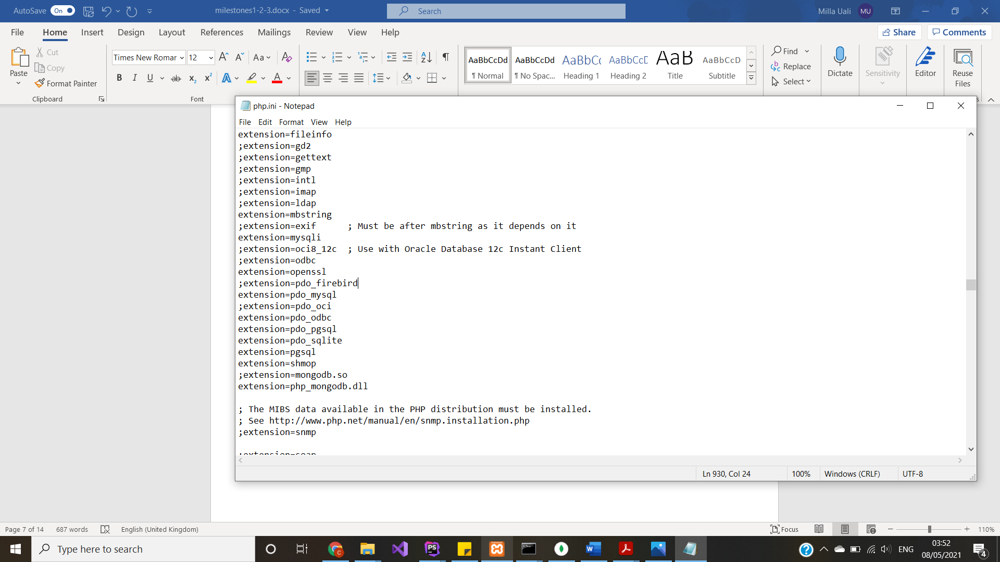 AutoSave On milestones1-2-3.docx - Saved Search Milla Uali MU
File Home Insert Design Layout References Mailings Review View Help Share Comments
Paste Cut Copy Format Painter Clipboard
Times New Romar 12 Aa
B I U ab x₂ x² A A Font
AaBbCcDd AaBbCcDd AaBbCc AaBbCcD AaB AaBbCcD
¶ Normal ¶ No Spac... Heading 1 Heading 2 Title Subtitle
Find Replace Select
Dictate Sensitivity Editor Reuse Files
php.ini - Notepad
File Edit Format View Help
extension=fileinfo
;extension=gd2
;extension=gettext
;extension=gmp
;extension=intl
;extension=imap
;extension=ldap
extension=mbstring
;extension=exif      ; Must be after mbstring as it depends on it
extension=mysqli
;extension=oci8_12c  ; Use with Oracle Database 12c Instant Client
;extension=odbc
extension=openssl
;extension=pdo_firebird
extension=pdo_mysql
;extension=pdo_oci
extension=pdo_odbc
extension=pdo_pgsql
extension=pdo_sqlite
extension=pgsql
extension=shmop
;extension=mongodb.so
extension=php_mongodb.dll
; The MIBS data available in the PHP distribution must be installed.
; See http://www.php.net/manual/en/snmp.installation.php
;extension=snmp
;extension=soap
Ln 930, Col 24 100% Windows (CRLF) UTF-8
Page 7 of 14 687 words English (United Kingdom) Focus 110%
Type here to search ENG 03:52
08/05/2021 4